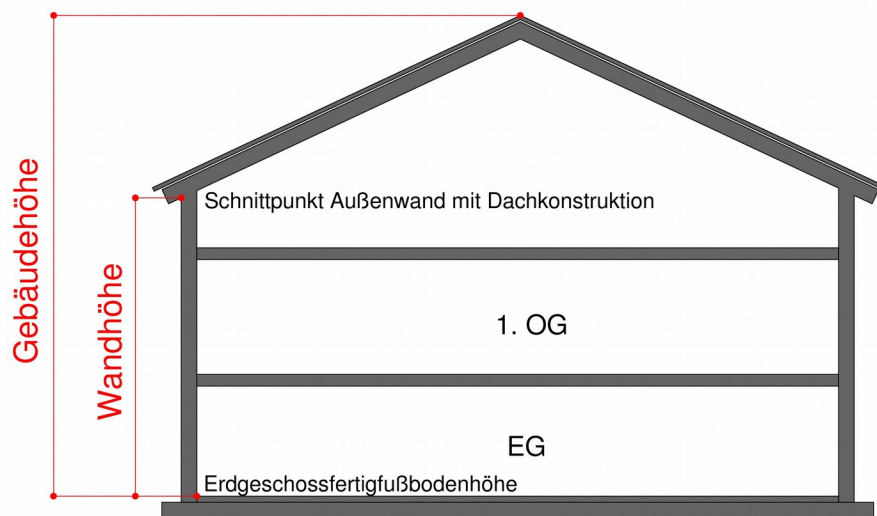 Gebäudehöhe
Wandhöhe
Schnittpunkt Außenwand mit Dachkonstruktion
1. OG
EG
Erdgeschossfertigfußbodenhöhe